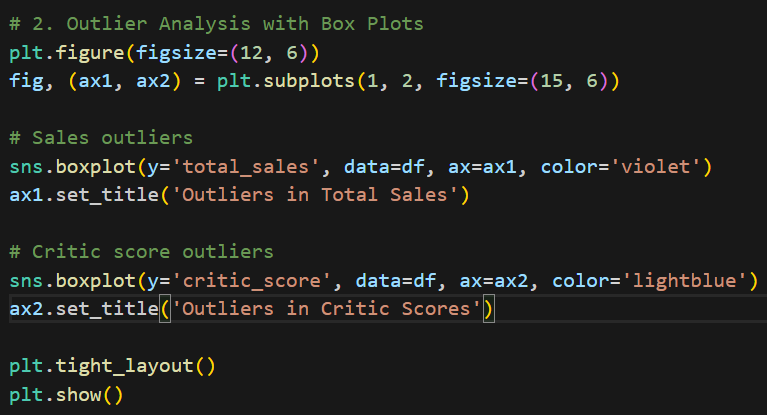 # 2. Outlier Analysis with Box Plots
plt.figure(figsize=(12, 6))
fig, (ax1, ax2) = plt.subplots(1, 2, figsize=(15, 6))
# Sales outliers
sns.boxplot(y='total_sales', data=df, ax=ax1, color='violet')
ax1.set_title('Outliers in Total Sales')
# Critic score outliers
sns.boxplot(y='critic_score', data=df, ax=ax2, color='lightblue')
ax2.set_title('Outliers in Critic Scores')
plt.tight_layout()
plt.show()